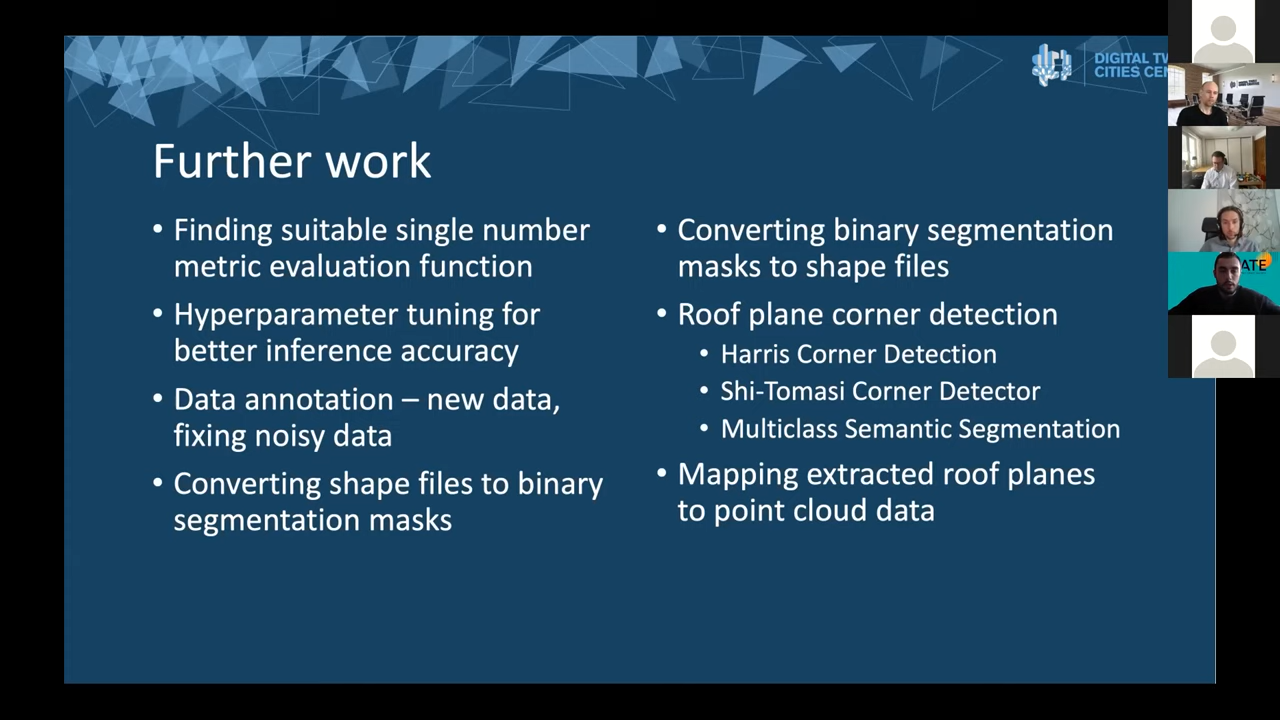 DIGITAL
CITIES
Further work
• Finding suitable single number
metric evaluation function
• Hyperparameter tuning for
better inference accuracy
• Data annotation – new data,
fixing noisy data
• Converting shape files to binary
segmentation masks
• Converting binary segmentation
masks to shape files
• Roof plane corner detection
• Harris Corner Detection
• Shi-Tomasi Corner Detector
• Multiclass Semantic Segmentation
• Mapping extracted roof planes
to point cloud data
ATE